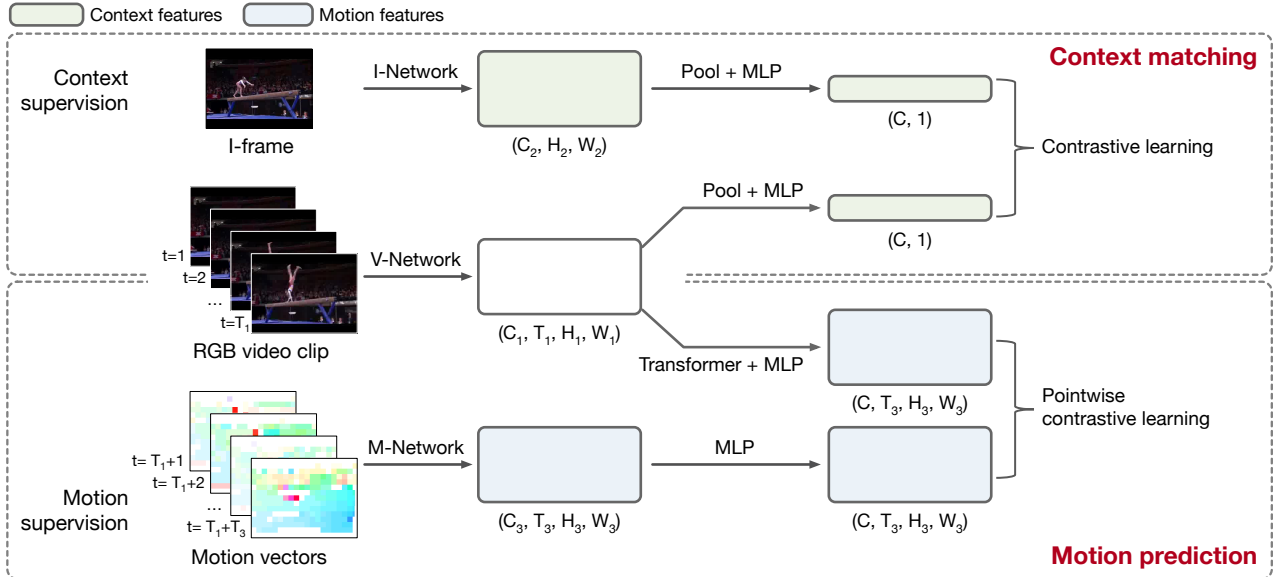 Context features
Motion features
Context matching
Context
supervision
I-frame
I-Network
(C₂, H₂, W₂)
Pool + MLP
(C, 1)
Contrastive learning
Pool + MLP
(C, 1)
t=1
t=2
...
t=T₁
RGB video clip
V-Network
(C₁, T₁, H₁, W₁)
Transformer + MLP
(C, T₃, H₃, W₃)
Pointwise
contrastive learning
Motion
supervision
t= T₁+1
t= T₁+2
...
t= T₁+T₃
Motion vectors
M-Network
(C₃, T₃, H₃, W₃)
MLP
(C, T₃, H₃, W₃)
Motion prediction